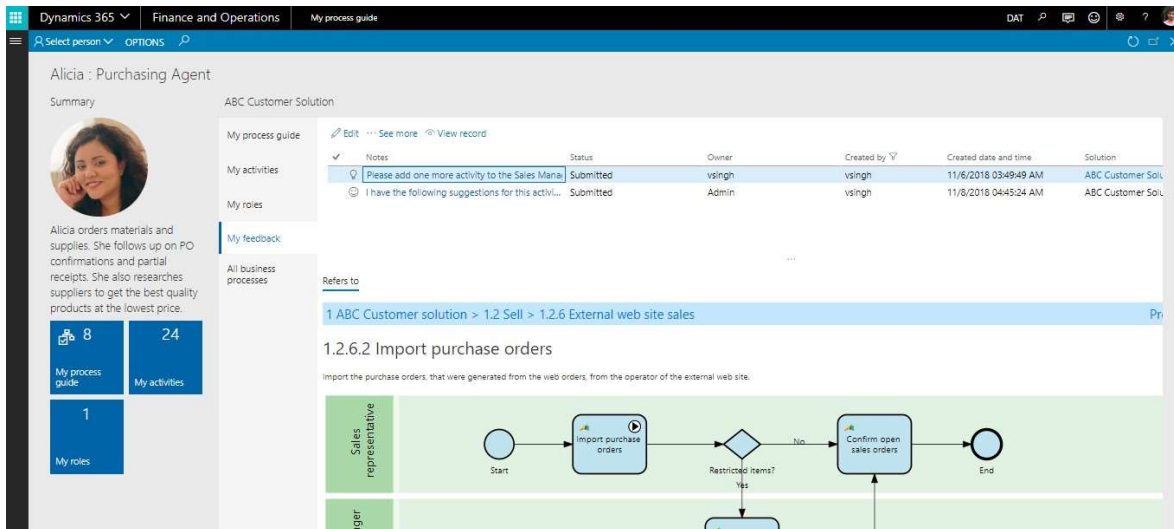 Dynamics 365 Finance and Operations My process guide DAT ?
Select person OPTIONS
Alicia : Purchasing Agent
Summary
Alicia orders materials and
supplies. She follows up on PO
confirmations and partial
receipts. She also researches
suppliers to get the best quality
products at the lowest price.
8
My process
guide
24
My activities
1
My roles
ABC Customer Solution
My process guide
My activities
My roles
My feedback
All business
processes
Edit ··· See more View record
Notes Status Owner Created by Created date and time Solution
Please add one more activity to the Sales Mana Submitted vsingh vsingh 11/6/2018 03:49:49 AM ABC Customer Solu
I have the following suggestions for this activi... Submitted Admin vsingh 11/8/2018 04:45:24 AM ABC Customer Solu
...
Refers to
1 ABC Customer solution > 1.2 Sell > 1.2.6 External web site sales Pr
1.2.6.2 Import purchase orders
Import the purchase orders, that were generated from the web orders, from the operator of the external web site.
Sales
representative
Start
Import purchase
orders
Restricted items?
No
Yes
Confirm open
sales orders
End
ger